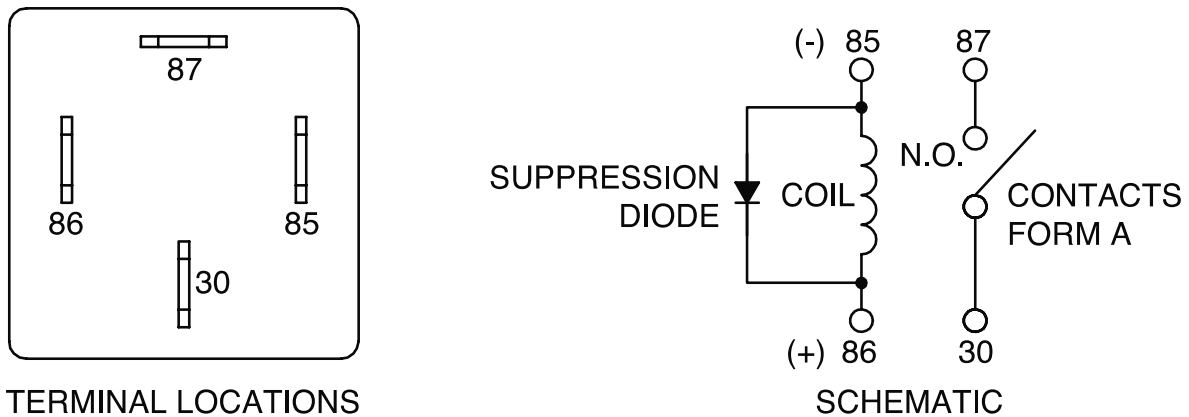 87
86
85
30
TERMINAL LOCATIONS
(-) 85
87
N.O.
SUPPRESSION
DIODE
COIL
CONTACTS
FORM A
(+) 86
30
SCHEMATIC